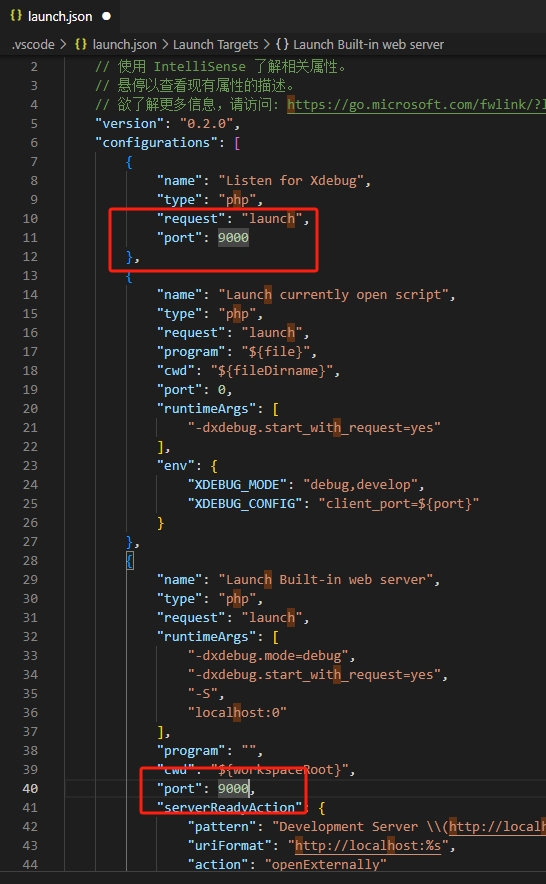 {} launch.json ●
.vscode > {} launch.json > Launch Targets > {} Launch Built-in web server
2 // 使用 IntelliSense 了解相关属性。
3 // 悬停以查看现有属性的描述。
4 // 欲了解更多信息，请访问: https://go.microsoft.com/fwlink/?l
5 "version": "0.2.0",
6 "configurations": [
7 {
8 "name": "Listen for Xdebug",
9 "type": "php",
10 "request": "launch",
11 "port": 9000
12 },
13 {
14 "name": "Launch currently open script",
15 "type": "php",
16 "request": "launch",
17 "program": "${file}",
18 "cwd": "${fileDirname}",
19 "port": 0,
20 "runtimeArgs": [
21 "-dxdebug.start_with_request=yes"
22 ],
23 "env": {
24 "XDEBUG_MODE": "debug,develop",
25 "XDEBUG_CONFIG": "client_port=${port}"
26 }
27 },
28 {
29 "name": "Launch Built-in web server",
30 "type": "php",
31 "request": "launch",
32 "runtimeArgs": [
33 "-dxdebug.mode=debug",
34 "-dxdebug.start_with_request=yes",
35 "-S",
36 "localhost:0"
37 ],
38 "program": "",
39 "cwd": "${workspaceRoot}",
40 "port": 9000,
41 "serverReadyAction": {
42 "pattern": "Development Server \\(http://localh
43 "uriFormat": "http://localhost:%s",
44 "action": "openExternally"